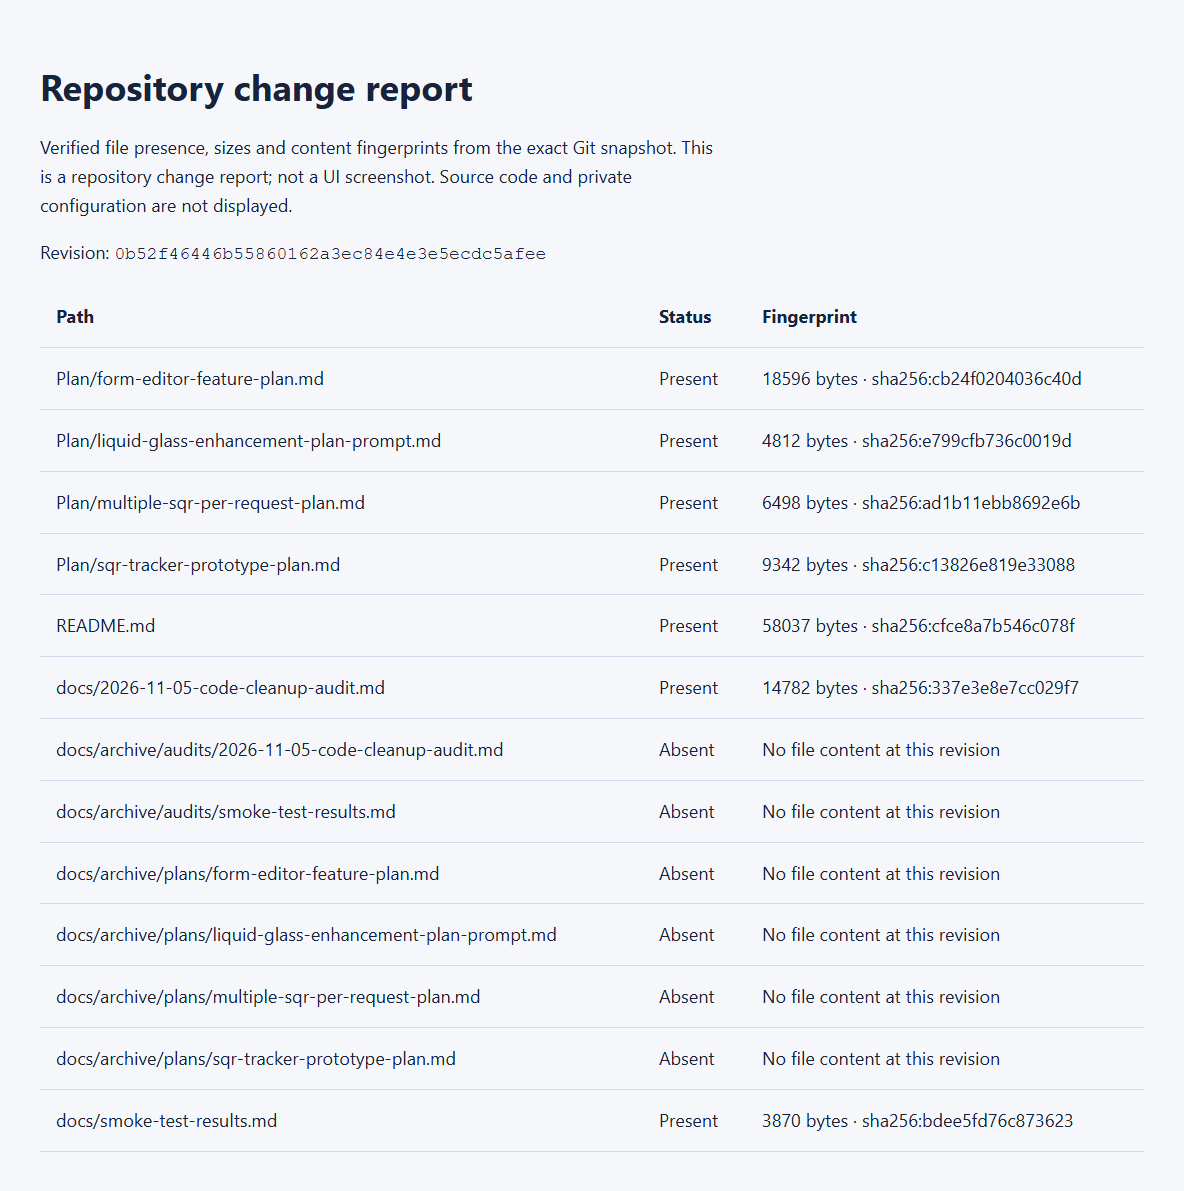 Repository change report
Verified file presence, sizes and content fingerprints from the exact Git snapshot. This
is a repository change report; not a UI screenshot. Source code and private
configuration are not displayed.
Revision: 0b52f46446b55860162a3ec84e4e3e5ecdc5afee
Path Status Fingerprint
Plan/form-editor-feature-plan.md Present 18596 bytes · sha256:cb24f0204036c40d
Plan/liquid-glass-enhancement-plan-prompt.md Present 4812 bytes · sha256:e799cfb736c0019d
Plan/multiple-sqr-per-request-plan.md Present 6498 bytes · sha256:ad1b11ebb8692e6b
Plan/sqr-tracker-prototype-plan.md Present 9342 bytes · sha256:c13826e819e33088
README.md Present 58037 bytes · sha256:cfce8a7b546c078f
docs/2026-11-05-code-cleanup-audit.md Present 14782 bytes · sha256:337e3e8e7cc029f7
docs/archive/audits/2026-11-05-code-cleanup-audit.md Absent No file content at this revision
docs/archive/audits/smoke-test-results.md Absent No file content at this revision
docs/archive/plans/form-editor-feature-plan.md Absent No file content at this revision
docs/archive/plans/liquid-glass-enhancement-plan-prompt.md Absent No file content at this revision
docs/archive/plans/multiple-sqr-per-request-plan.md Absent No file content at this revision
docs/archive/plans/sqr-tracker-prototype-plan.md Absent No file content at this revision
docs/smoke-test-results.md Present 3870 bytes · sha256:bdee5fd76c873623